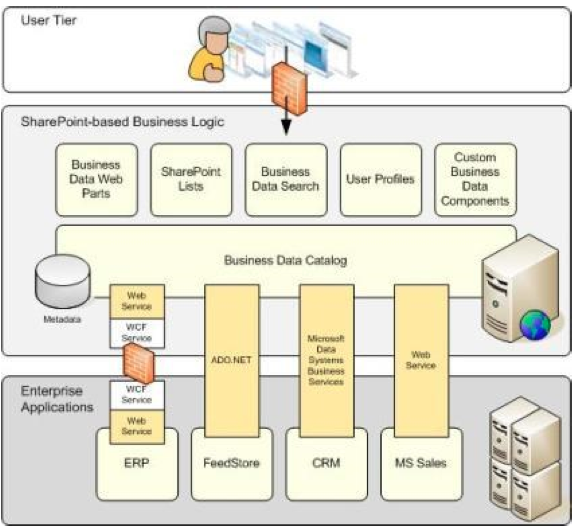 User Tier
SharePoint-based Business Logic
Business
Data Web
Parts
SharePoint
Lists
Business
Data Search
User Profiles
Custom
Business
Data
Components
Business Data Catalog
Metadata
Web
Service
WCF
Service
ADO.NET
Microsoft
Data
Systems
Business
Services
Web
Service
Enterprise
Applications
WCF
Service
Web
Service
ERP
FeedStore
CRM
MS Sales